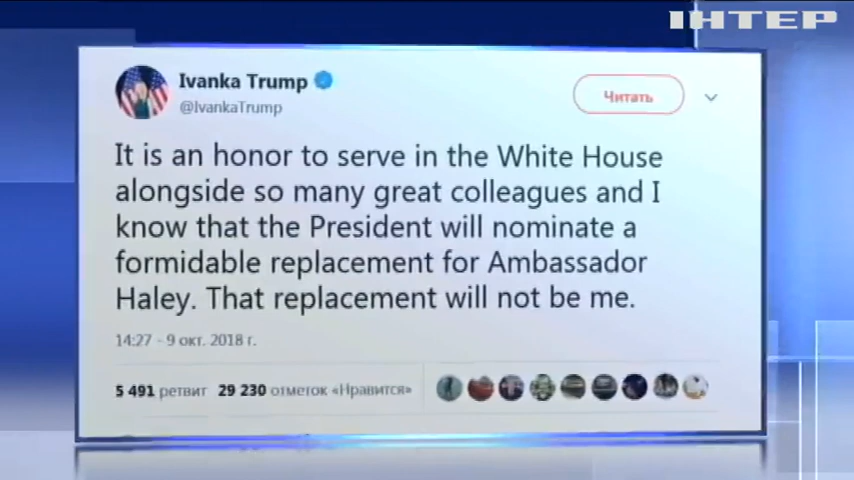 ІНТЕР
Ivanka Trump
@IvankaTrump
Читать
It is an honor to serve in the White House
alongside so many great colleagues and I
know that the President will nominate a
formidable replacement for Ambassador
Haley. That replacement will not be me.
14:27 - 9 окт. 2018 г.
5 491 ретвит 29 230 отметок «Нравится»